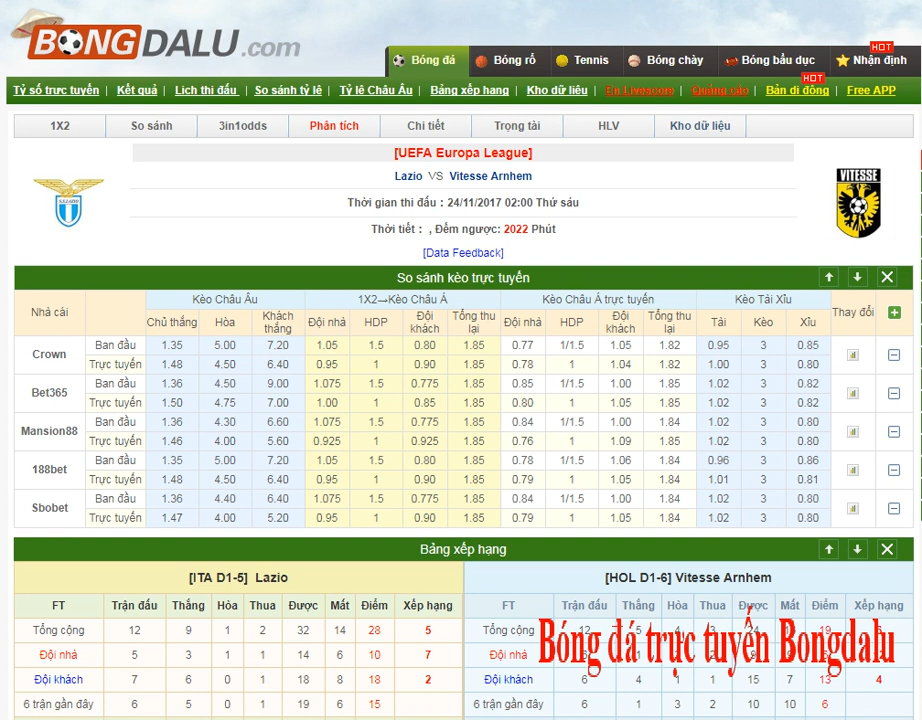 BONGDALU.com
Bóng đá Bóng rổ Tennis Bóng chày Bóng bầu dục HOT Nhận định
Tỷ số trực tuyến | Kết quả | Lịch thi đấu | So sánh tỷ lệ | Tỷ lệ Châu Âu | Bảng xếp hạng | Kho dữ liệu | En Livescore | Quảng cáo | HOT Bản di động | Free APP
1X2 So sánh 3in1odds Phân tích Chi tiết Trọng tài HLV Kho dữ liệu
[UEFA Europa League]
Lazio VS Vitesse Arnhem
S.S.LAZIO
VITESSE
Thời gian thi đấu : 24/11/2017 02:00 Thứ sáu
Thời tiết : , Đếm ngược: 2022 Phút
[Data Feedback]
So sánh kèo trực tuyến
Nhà cái Kèo Châu Âu 1X2→Kèo Châu Á Kèo Châu Á trực tuyến Kèo Tài Xỉu Thay đổi
Chủ thắng Hòa Khách thắng Đội nhà HDP Đội khách Tổng thu lại Đội nhà HDP Đội khách Tổng thu lại Tài Kèo Xỉu
Crown Ban đầu 1.35 5.00 7.20 1.05 1.5 0.80 1.85 0.77 1/1.5 1.05 1.82 0.95 3 0.85
Trực tuyến 1.48 4.50 6.40 0.95 1 0.90 1.85 0.78 1 1.04 1.82 1.00 3 0.80
Bet365 Ban đầu 1.36 4.50 9.00 1.075 1.5 0.775 1.85 0.85 1/1.5 1.00 1.85 1.02 3 0.82
Trực tuyến 1.50 4.75 7.00 1.00 1 0.85 1.85 0.80 1 1.05 1.85 1.02 3 0.82
Mansion88 Ban đầu 1.36 4.30 6.60 1.075 1.5 0.775 1.85 0.84 1/1.5 1.00 1.84 1.02 3 0.80
Trực tuyến 1.46 4.00 5.60 0.925 1 0.925 1.85 0.76 1 1.09 1.85 1.02 3 0.80
188bet Ban đầu 1.35 5.00 7.20 1.05 1.5 0.80 1.85 0.78 1/1.5 1.06 1.84 0.96 3 0.86
Trực tuyến 1.48 4.50 6.40 0.95 1 0.90 1.85 0.79 1 1.05 1.84 1.01 3 0.81
Sbobet Ban đầu 1.36 4.40 6.40 1.075 1.5 0.775 1.85 0.84 1/1.5 1.00 1.84 1.02 3 0.80
Trực tuyến 1.47 4.00 5.20 0.95 1 0.90 1.85 0.79 1 1.05 1.84 1.02 3 0.80
Bảng xếp hạng
[ITA D1-5] Lazio [HOL D1-6] Vitesse Arnhem
FT Trận đấu Thắng Hòa Thua Được Mất Điểm Xếp hạng FT Trận đấu Thắng Hòa Thua Được Mất Điểm Xếp hạng
Tổng cộng 12 9 1 2 32 14 28 5 Tổng cộng 12 5 4 3 24 19
Đội nhà 5 3 1 1 14 6 10 7 Đội nhà
Đội khách 7 6 0 1 18 8 18 2 Đội khách 6 4 1 1 15 7 13 4
6 trận gần đây 6 5 0 1 19 6 15 6 trận gần đây 6 1 3 2 10 10 6
Bóng đá trực tuyến Bongdalu